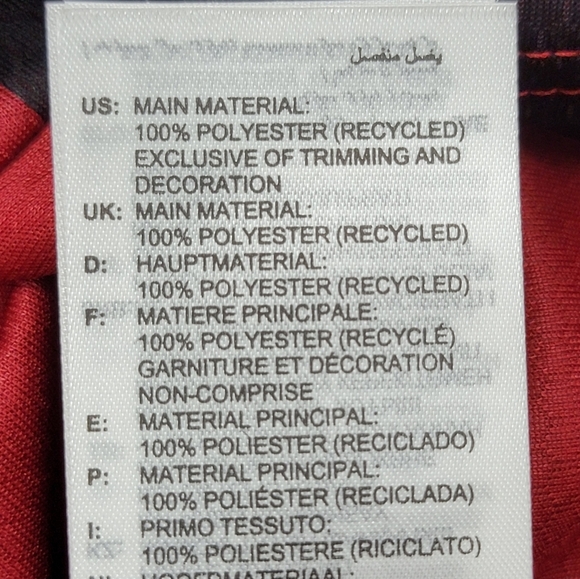 يغسل منفصل
US: MAIN MATERIAL:
100% POLYESTER (RECYCLED)
EXCLUSIVE OF TRIMMING AND
DECORATION
UK: MAIN MATERIAL:
100% POLYESTER (RECYCLED)
D: HAUPTMATERIAL:
100% POLYESTER (RECYCLED)
F: MATIERE PRINCIPALE:
100% POLYESTER (RECYCLÉ)
GARNITURE ET DÉCORATION
NON-COMPRISE
E: MATERIAL PRINCIPAL:
100% POLIESTER (RECICLADO)
P: MATERIAL PRINCIPAL:
100% POLIÉSTER (RECICLADA)
I: PRIMO TESSUTO:
100% POLIESTERE (RICICLATO)
HOOFDMATERIAAL: